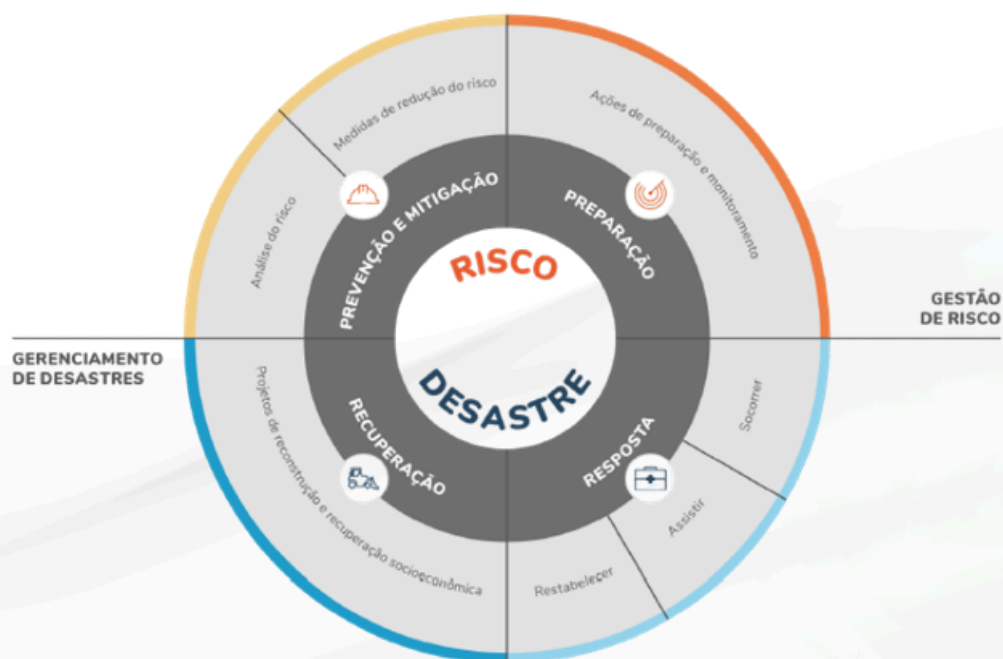 Medidas de redução do risco
Ações de preparação e monitoramento
Análise do risco
PREVENÇÃO E MITIGAÇÃO
PREPARAÇÃO
RISCO
GESTÃO
DE RISCO
GERENCIAMENTO
DE DESASTRES
DESASTRE
Projetos de reconstrução e recuperação socioeconômica
RECUPERAÇÃO
RESPOSTA
Socorrer
Assistir
Restabeleçer